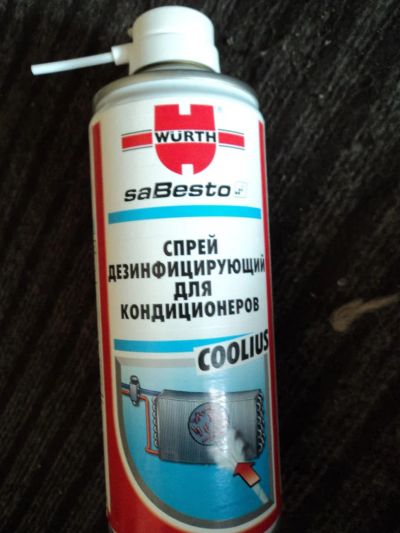 WÜRTH
saBesto
СПРЕЙ
ДЕЗИНФИЦИРУЮЩИЙ
ДЛЯ
КОНДИЦИОНЕРОВ
COOLIUS